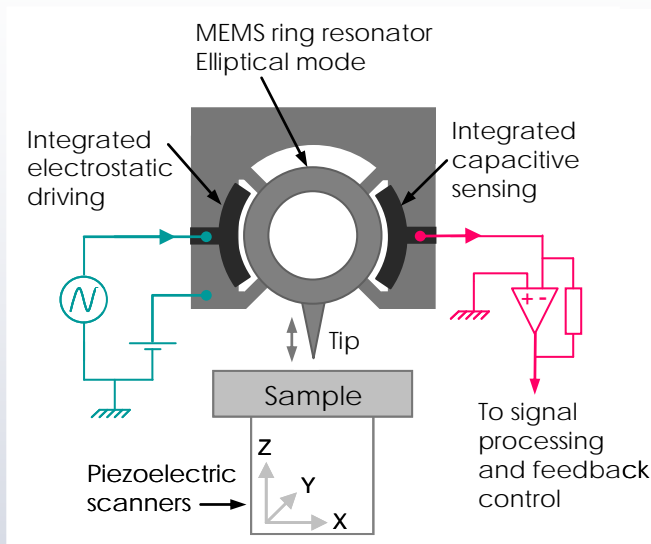 MEMS ring resonator
Elliptical mode
Integrated
electrostatic
driving
Integrated
capacitive
sensing
+ -
Tip
Sample
To signal
processing
and feedback
control
Piezoelectric
scanners
Z
Y
X